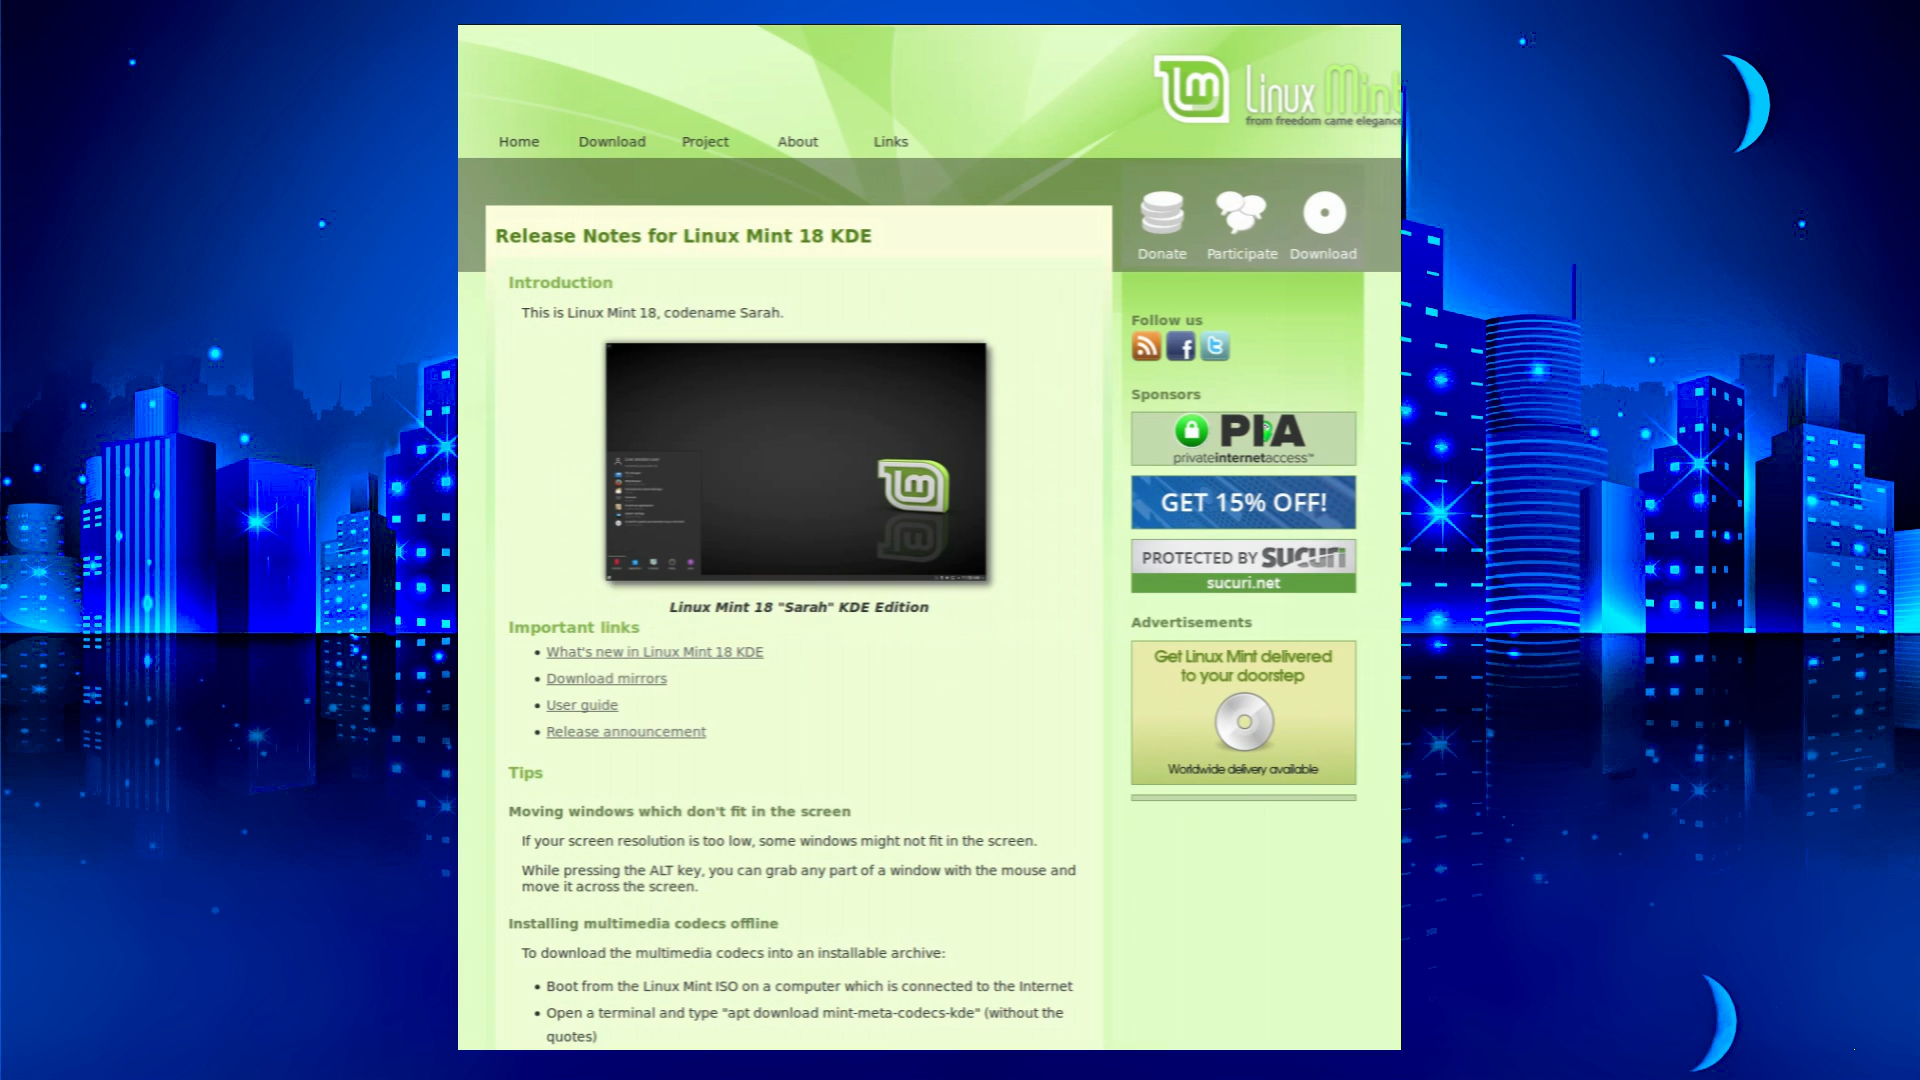 Linux Mint
from freedom came elegance
Home Download Project About Links
Donate Participate Download
Release Notes for Linux Mint 18 KDE
Introduction
This is Linux Mint 18, codename Sarah.
Linux Mint 18 "Sarah" KDE Edition
Important links
• What's new in Linux Mint 18 KDE
• Download mirrors
• User guide
• Release announcement
Tips
Moving windows which don't fit in the screen
If your screen resolution is too low, some windows might not fit in the screen.
While pressing the ALT key, you can grab any part of a window with the mouse and
move it across the screen.
Installing multimedia codecs offline
To download the multimedia codecs into an installable archive:
• Boot from the Linux Mint ISO on a computer which is connected to the Internet
• Open a terminal and type "apt download mint-meta-codecs-kde" (without the
quotes)
Follow us
Sponsors
PIA
privateinternetaccess™
GET 15% OFF!
PROTECTED BY SUCURI
sucuri.net
Advertisements
Get Linux Mint delivered
to your doorstep
Worldwide delivery available